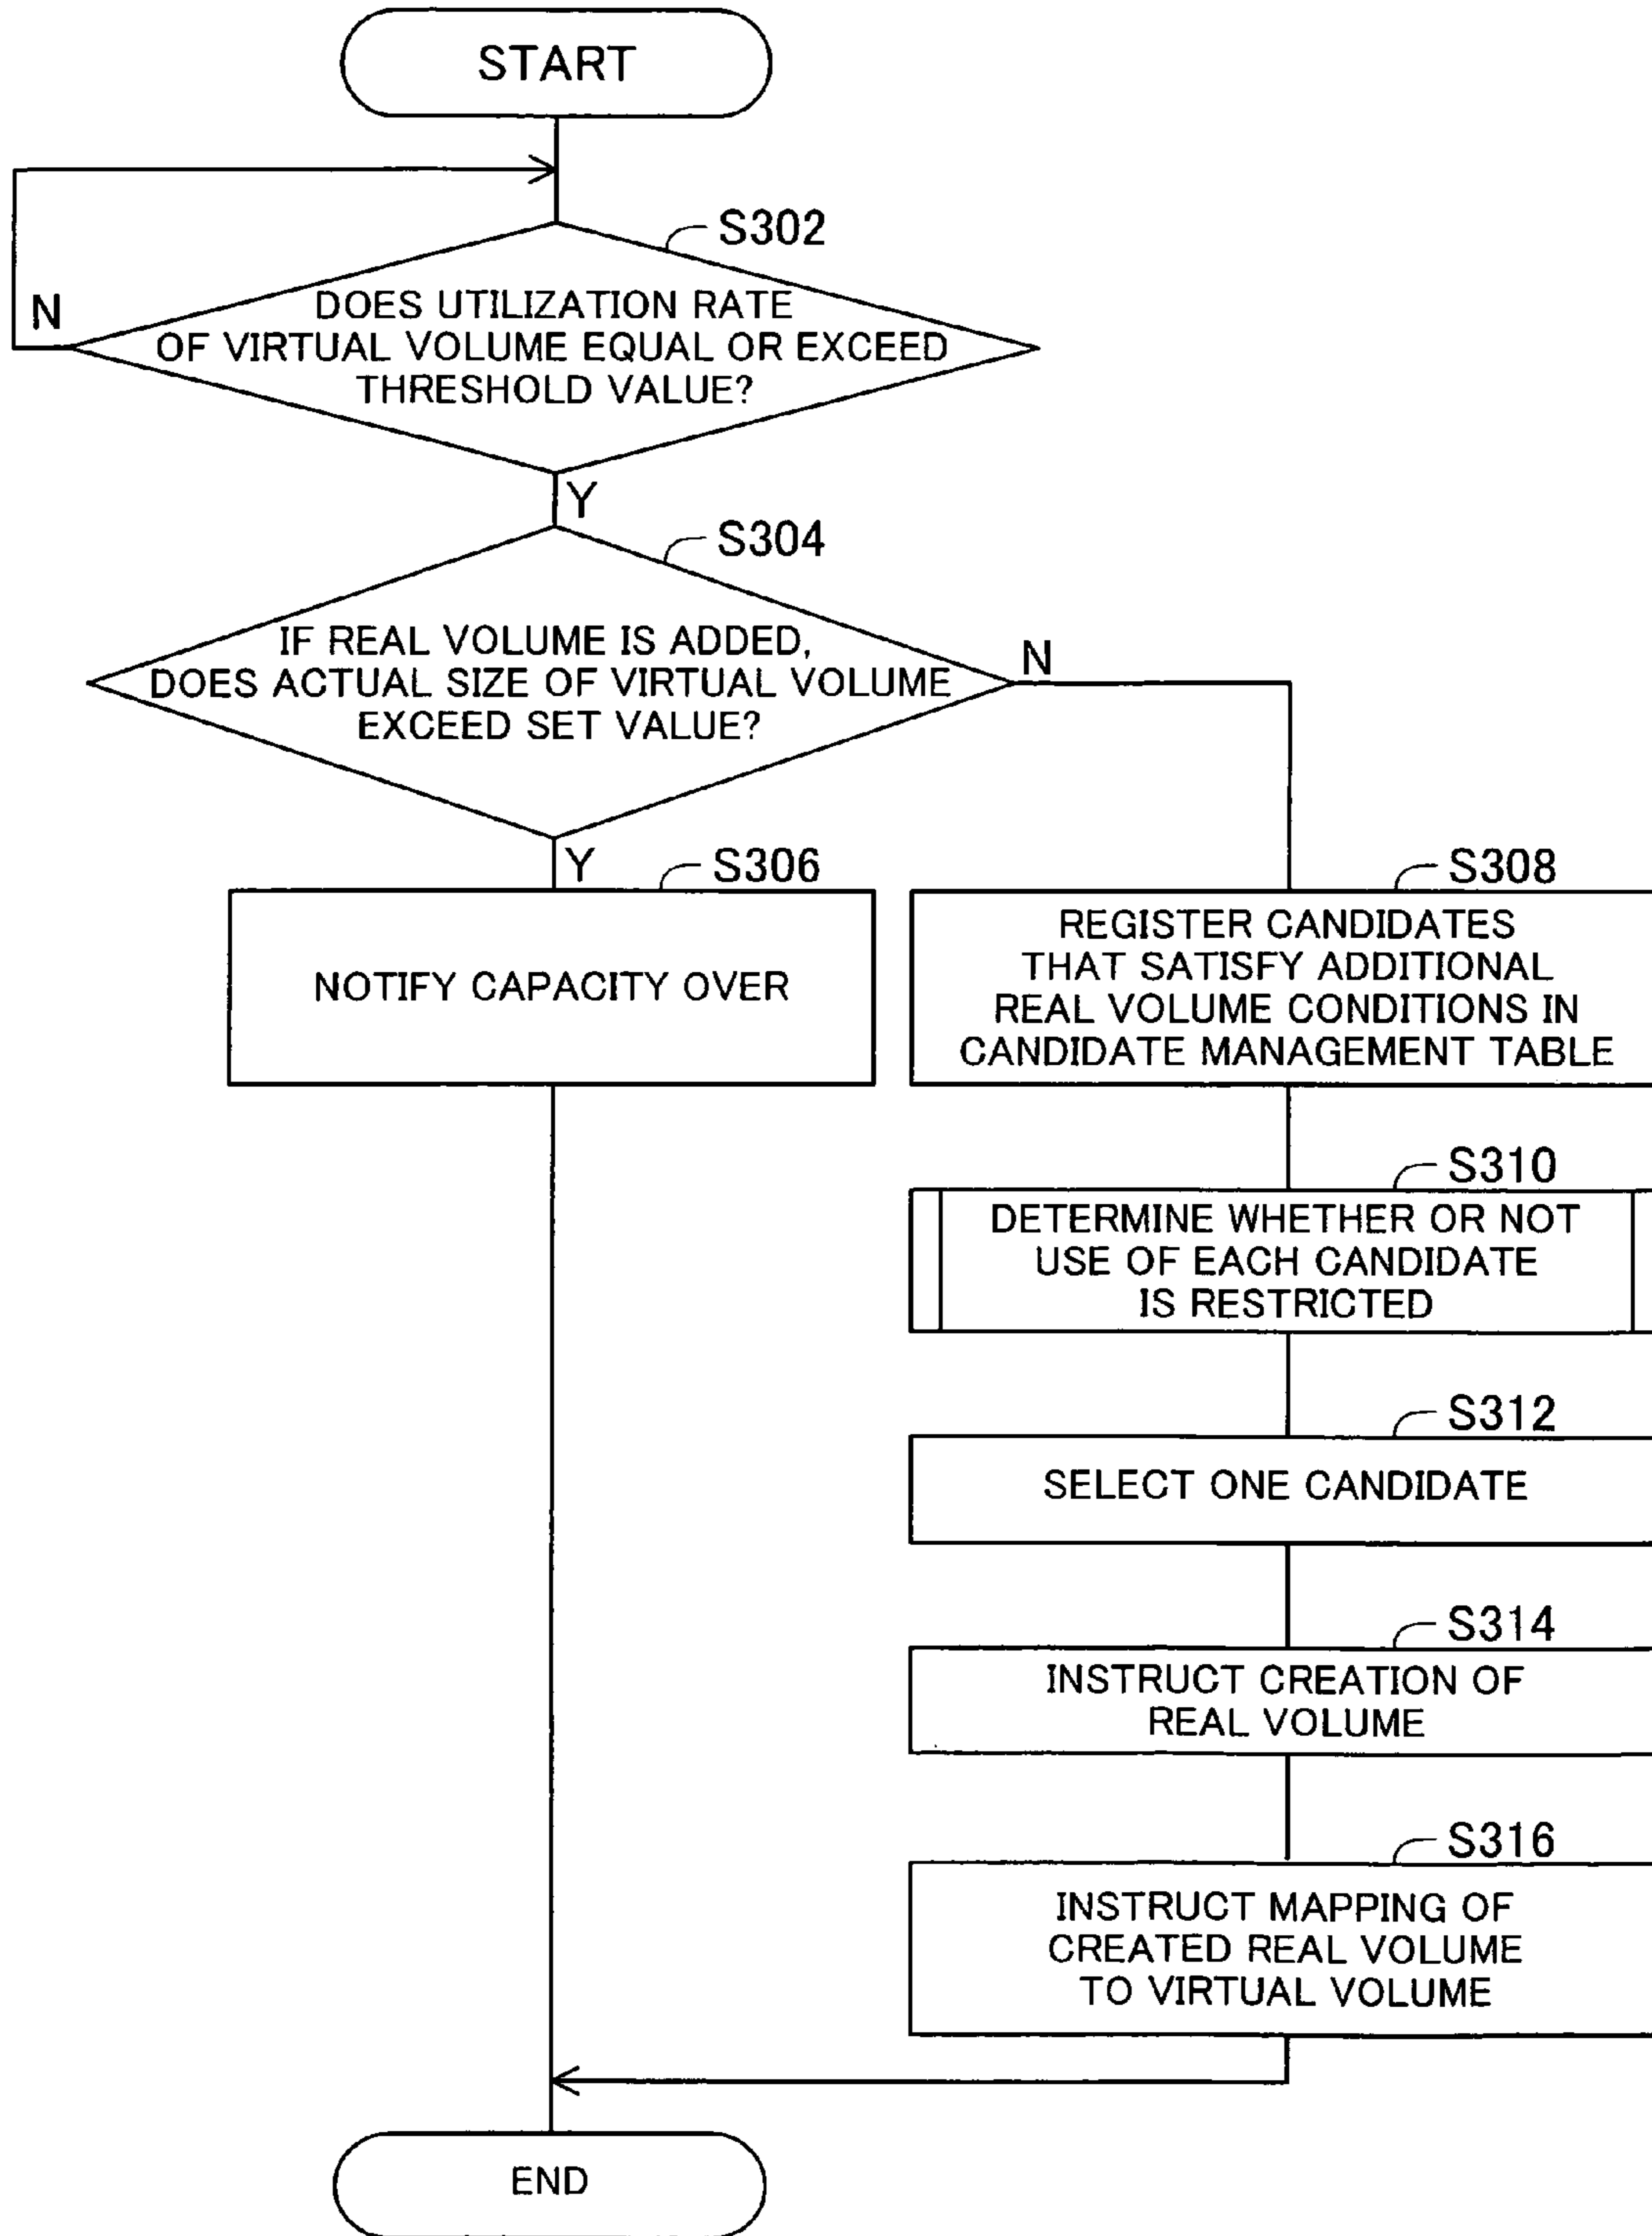 START
S302
N
DOES UTILIZATION RATE
OF VIRTUAL VOLUME EQUAL OR EXCEED
THRESHOLD VALUE?
Y
S304
IF REAL VOLUME IS ADDED,
DOES ACTUAL SIZE OF VIRTUAL VOLUME
EXCEED SET VALUE?
N
Y
S306
NOTIFY CAPACITY OVER
S308
REGISTER CANDIDATES
THAT SATISFY ADDITIONAL
REAL VOLUME CONDITIONS IN
CANDIDATE MANAGEMENT TABLE
S310
DETERMINE WHETHER OR NOT
USE OF EACH CANDIDATE
IS RESTRICTED
S312
SELECT ONE CANDIDATE
S314
INSTRUCT CREATION OF
REAL VOLUME
S316
INSTRUCT MAPPING OF
CREATED REAL VOLUME
TO VIRTUAL VOLUME
END